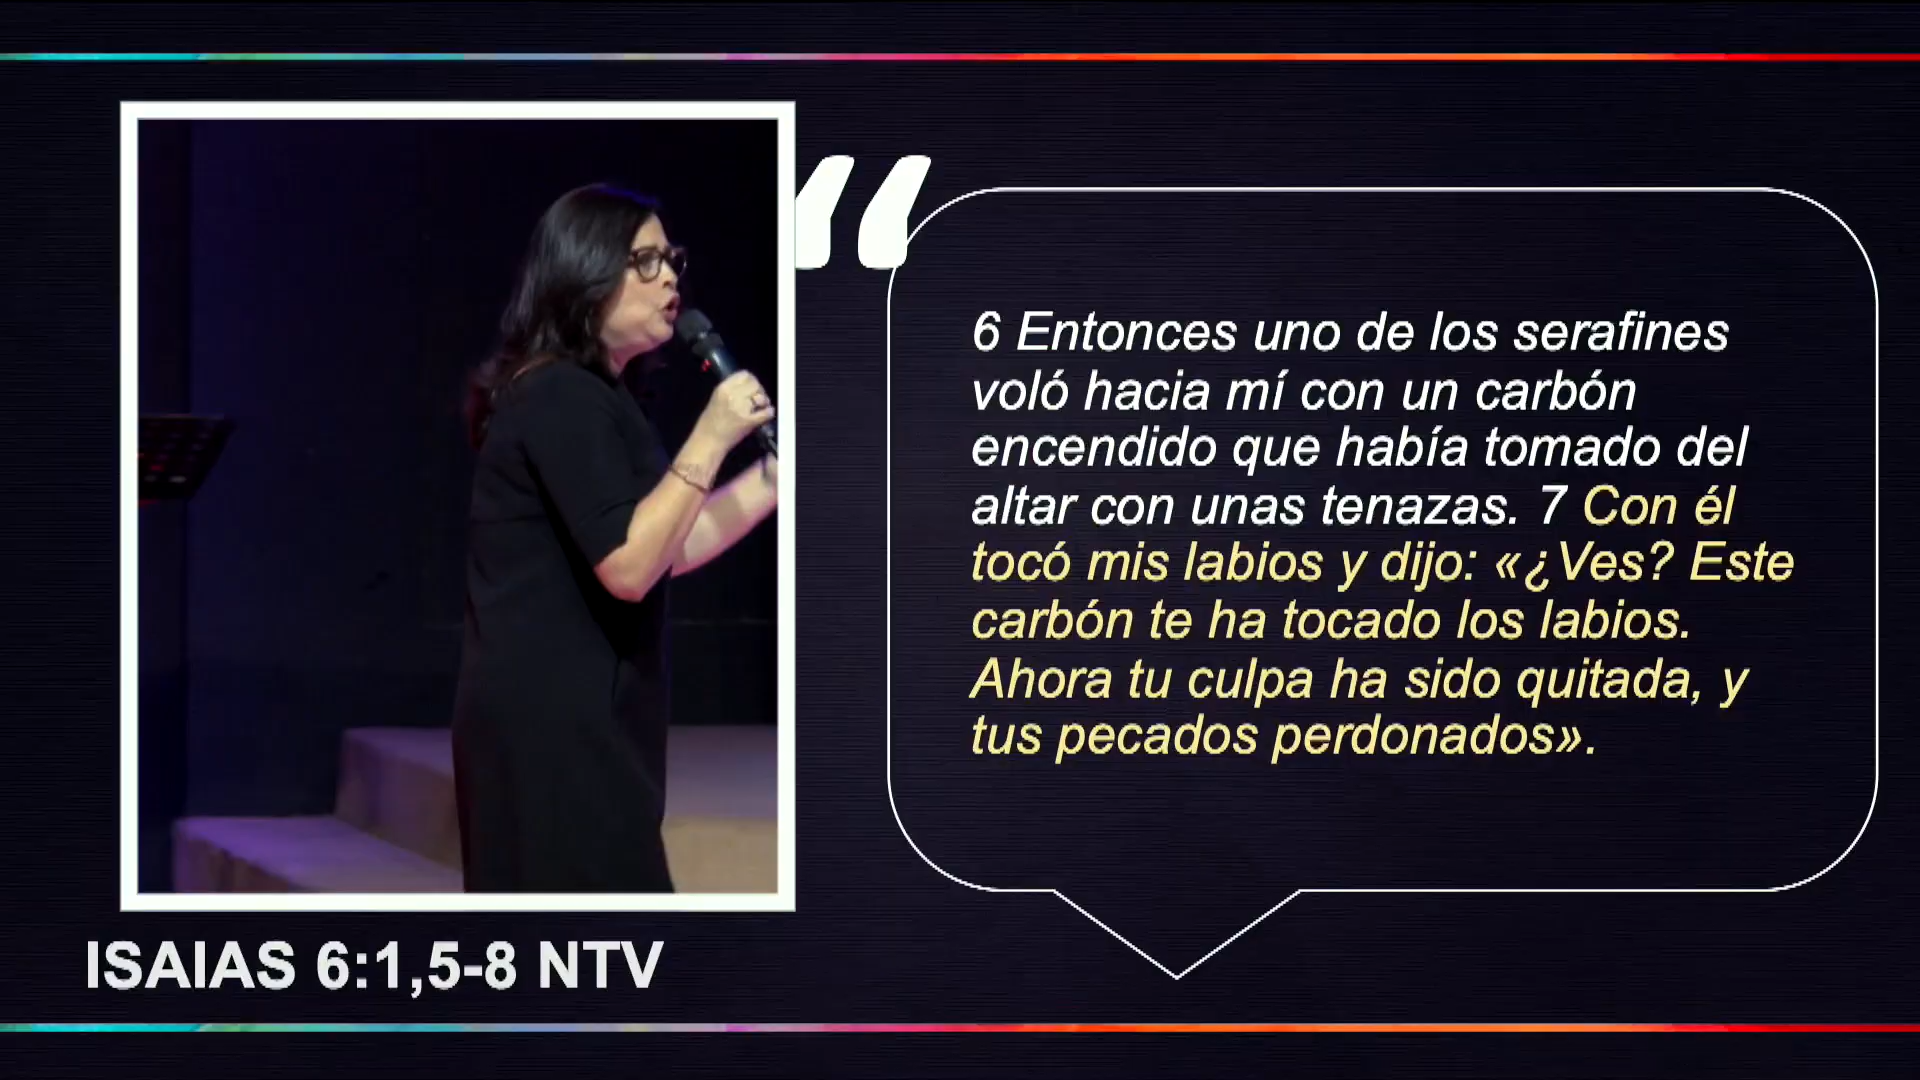 “
6 Entonces uno de los serafines
voló hacia mí con un carbón
encendido que había tomado del
altar con unas tenazas. 7 Con él
tocó mis labios y dijo: «¿Ves? Este
carbón te ha tocado los labios.
Ahora tu culpa ha sido quitada, y
tus pecados perdonados».
ISAIAS 6:1,5-8 NTV